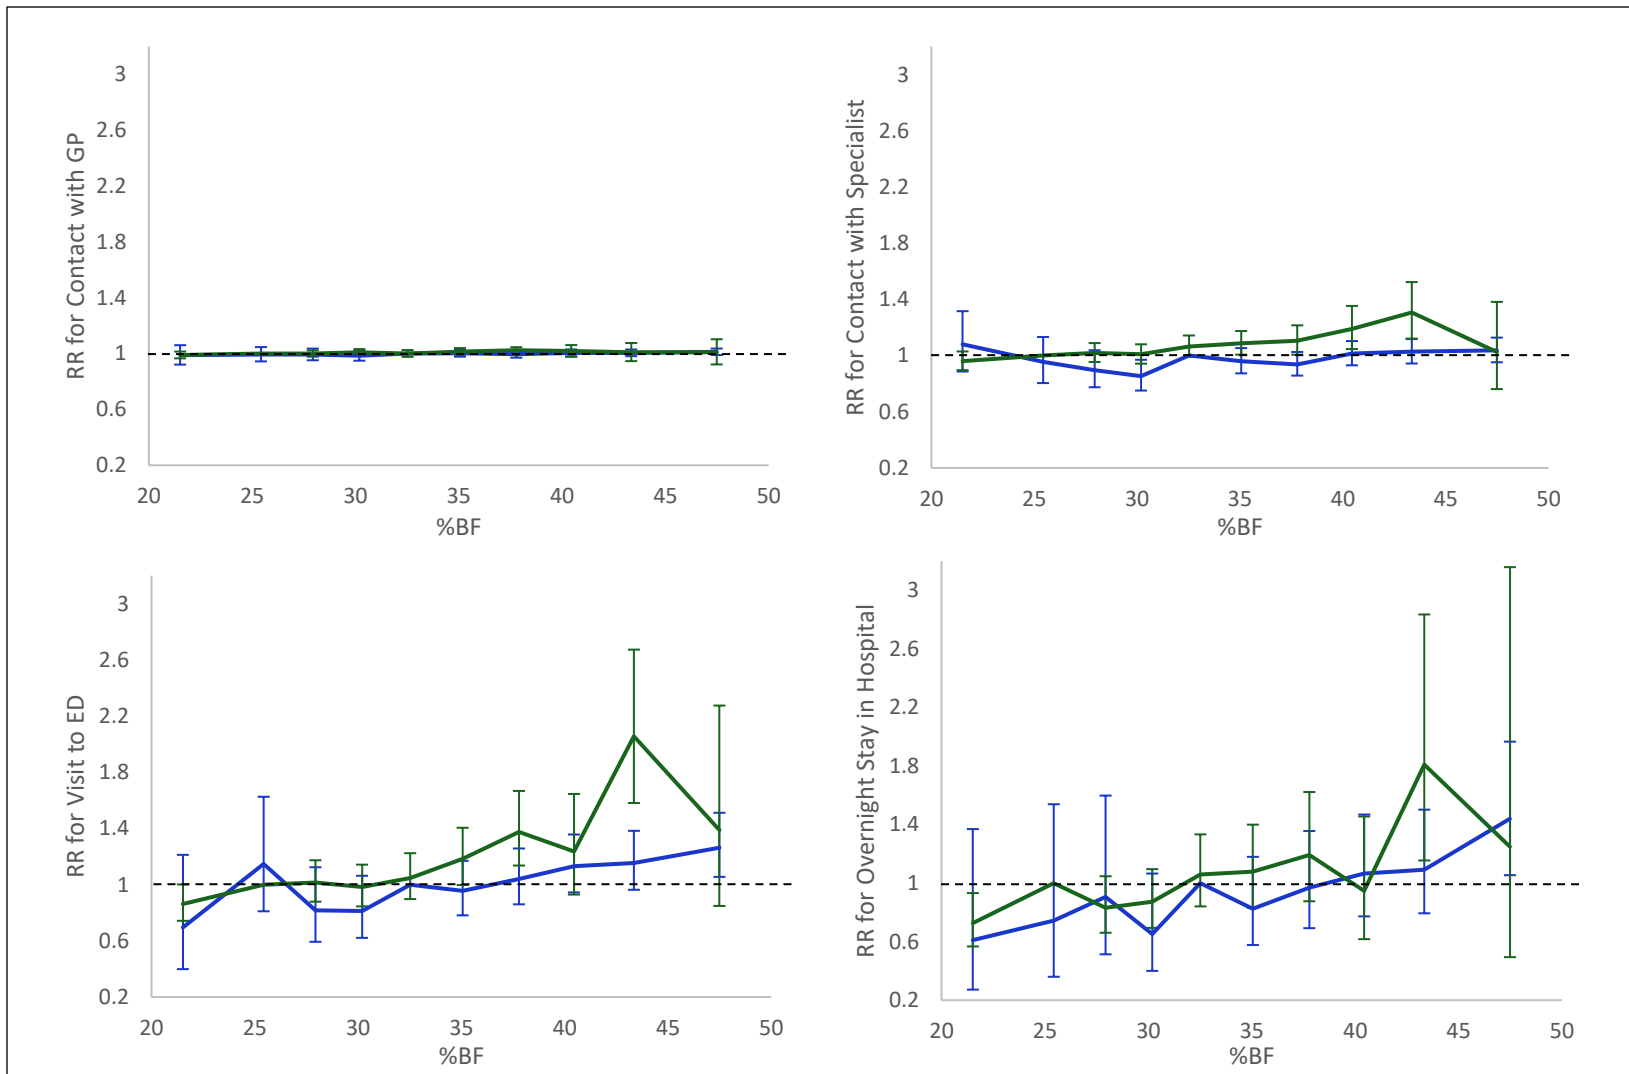 RR for Contact with GP
3
2.6
2.2
1.8
1.4
1
0.6
0.2
20 25 30 35 40 45 50
%BF
RR for Contact with Specialist
3
2.6
2.2
1.8
1.4
1
0.6
0.2
20 25 30 35 40 45 50
%BF
RR for Visit to ED
3
2.6
2.2
1.8
1.4
1
0.6
0.2
20 25 30 35 40 45 50
%BF
RR for Overnight Stay in Hospital
3
2.6
2.2
1.8
1.4
1
0.6
0.2
20 25 30 35 40 45 50
%BF